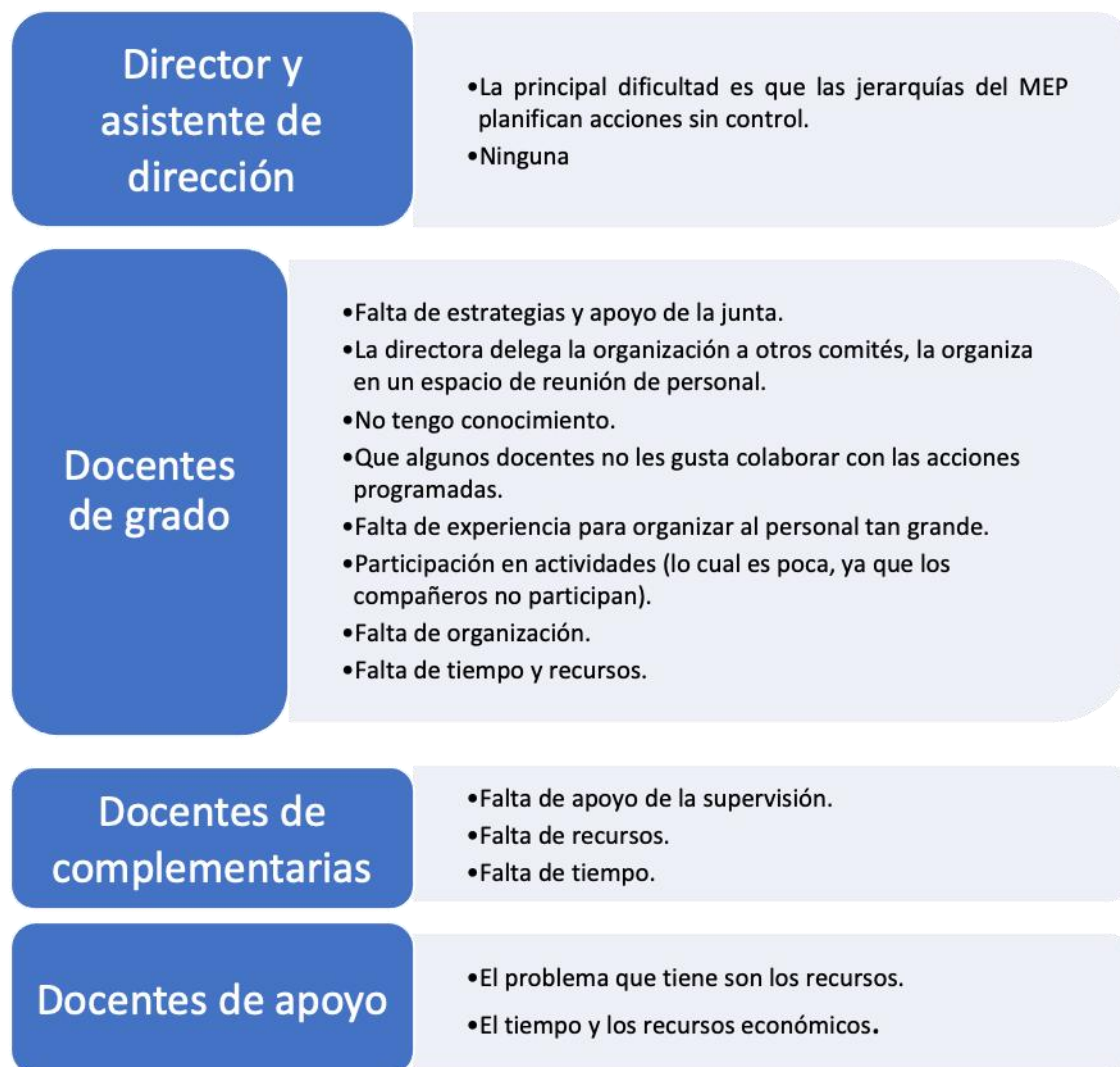 Director y
asistente de
dirección
•La principal dificultad es que las jerarquías del MEP
planifican acciones sin control.
•Ninguna
Docentes
de grado
•Falta de estrategias y apoyo de la junta.
•La directora delega la organización a otros comités, la organiza
en un espacio de reunión de personal.
•No tengo conocimiento.
•Que algunos docentes no les gusta colaborar con las acciones
programadas.
•Falta de experiencia para organizar al personal tan grande.
•Participación en actividades (lo cual es poca, ya que los
compañeros no participan).
•Falta de organización.
•Falta de tiempo y recursos.
Docentes de
complementarias
•Falta de apoyo de la supervisión.
•Falta de recursos.
•Falta de tiempo.
Docentes de apoyo
•El problema que tiene son los recursos.
•El tiempo y los recursos económicos.